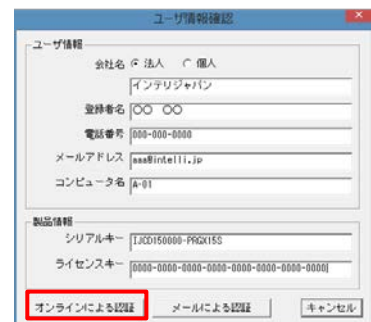 ユーザ情報確認
ユーザ情報
会社名 法人 個人
インテリジャパン
登録者名 〇〇 〇〇
電話番号 000-000-0000
メールアドレス aaa@intelli.jp
コンピュータ名 A-01
製品情報
シリアルキー IJCD150000-PRGX15S
ライセンスキー 0000-0000-0000-0000-0000-0000-0000
オンラインによる認証 メールによる認証 キャンセル